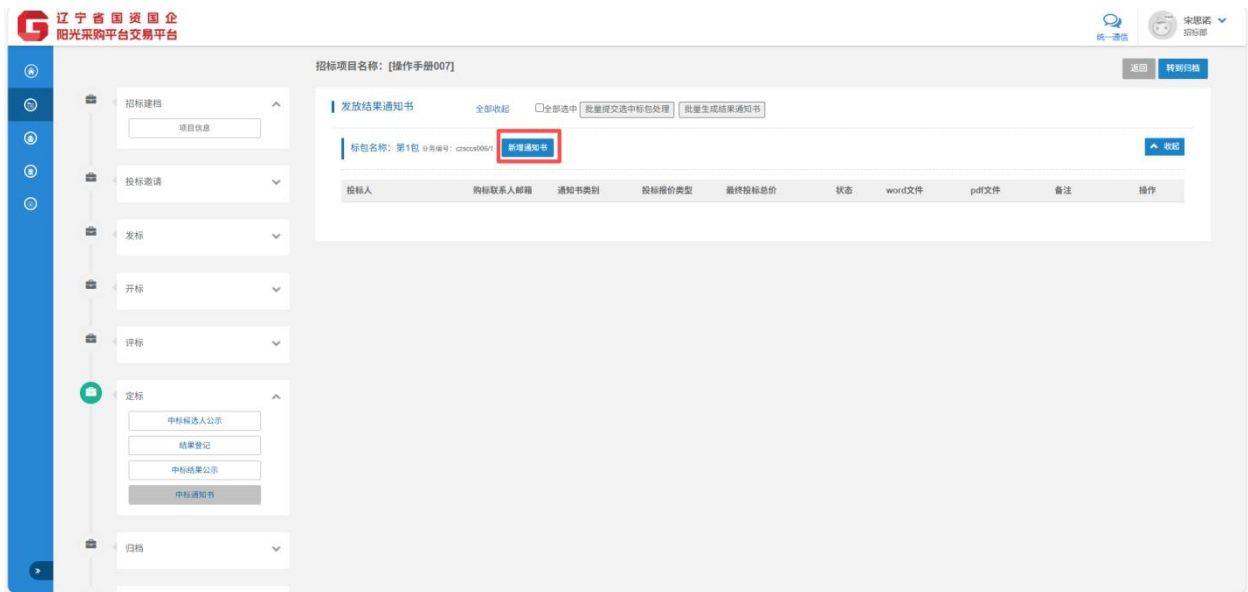 辽宁省国资国企
阳光采购平台交易平台
统一通信
宋思诺
招标部
招标项目名称：[操作手册007]
返回 转到归档
招标建档
项目信息
投标邀请
发标
开标
评标
定标
中标候选人公示
结果登记
中标结果公示
中标通知书
归档
发放结果通知书 全部收起 全部选中 批量提交选中标包处理 批量生成结果通知书
标包名称：第1包 分务编号：czsccs006/1 新增通知书 收起
投标人 购标联系人邮箱 通知书类别 投标报价类型 最终投标总价 状态 word文件 pdf文件 备注 操作